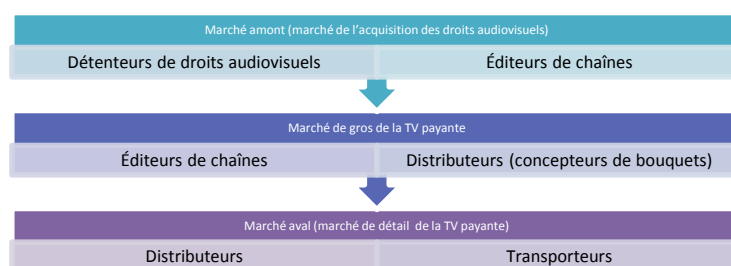 Marché amont (marché de l'acquisition des droits audiovisuels)
Détenteurs de droits audiovisuels
Éditeurs de chaînes
Marché de gros de la TV payante
Éditeurs de chaînes
Distributeurs (concepteurs de bouquets)
Marché aval (marché de détail de la TV payante)
Distributeurs
Transporteurs